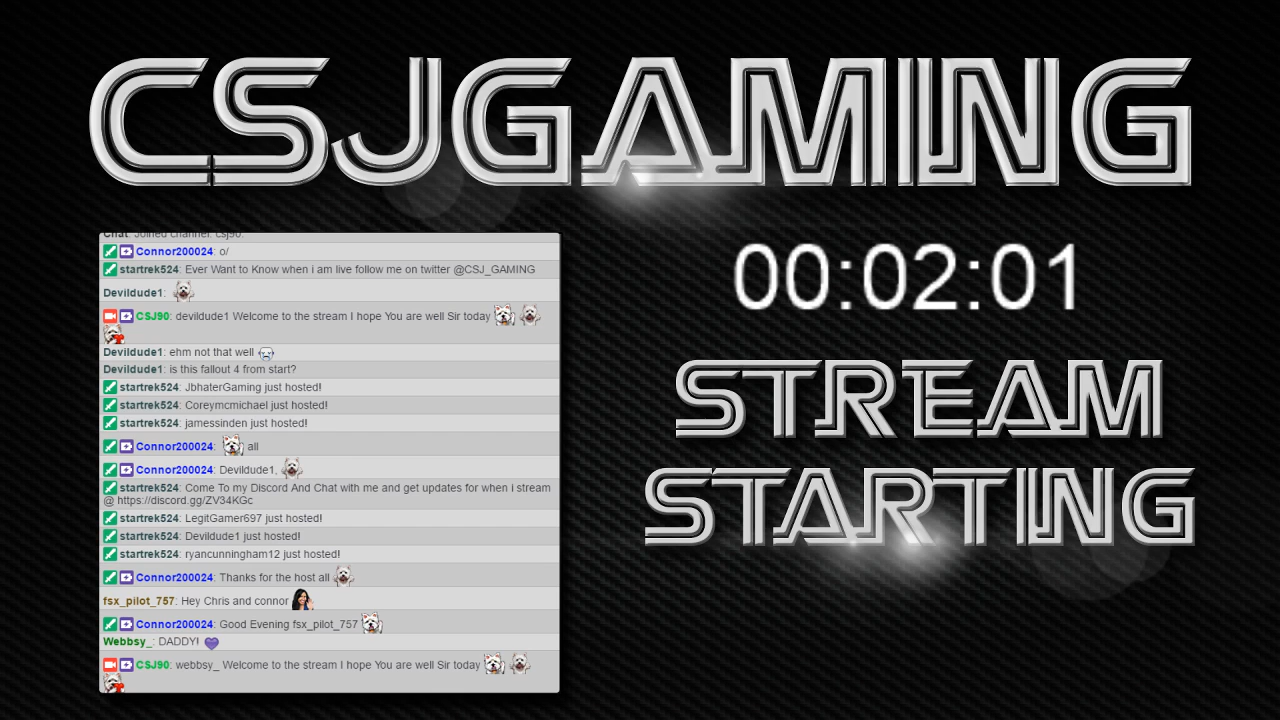 CSJGAMING
Chat: Joined channel: csj90.
Connor200024: o/
startrek524: Ever Want to Know when i am live follow me on twitter @CSJ_GAMING
Devildude1:
CSJ90: devildude1 Welcome to the stream I hope You are well Sir today
Devildude1: ehm not that well
Devildude1: is this fallout 4 from start?
startrek524: JbhaterGaming just hosted!
startrek524: Coreymcmichael just hosted!
startrek524: jamessinden just hosted!
Connor200024: all
Connor200024: Devildude1,
startrek524: Come To my Discord And Chat with me and get updates for when i stream
@ https://discord.gg/ZV34KGc
startrek524: LegitGamer697 just hosted!
startrek524: Devildude1 just hosted!
startrek524: ryancunningham12 just hosted!
Connor200024: Thanks for the host all
fsx_pilot_757: Hey Chris and connor
Connor200024: Good Evening fsx_pilot_757
Webbsy_: DADDY!
CSJ90: webbsy_ Welcome to the stream I hope You are well Sir today
00:02:01
STREAM
STARTING